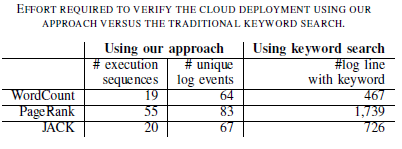 EFFORT REQUIRED TO VERIFY THE CLOUD DEPLOYMENT USING OUR
APPROACH VERSUS THE TRADITIONAL KEYWORD SEARCH.
Using our approach Using keyword search
# execution # unique #log line
sequences log events with keyword
WordCount 19 64 467
PageRank 55 83 1,739
JACK 20 67 726